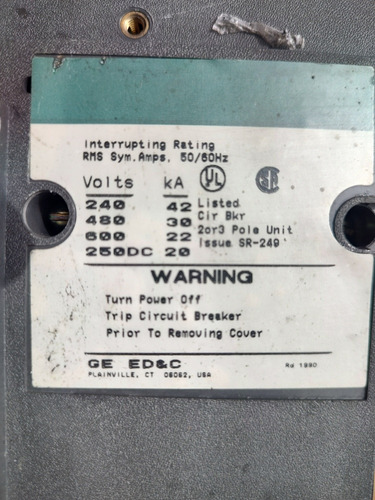 Interrupting Rating
RMS Sym. Amps. 50/60Hz
Volts kA
240 42 Listed
480 30 Cir Bkr
600 22 2or3 Pole Unit
250DC 20 Issue SR-249
WARNING
Turn Power Off
Trip Circuit Breaker
Prior To Removing Cover
GE ED&C
PLAINVILLE, CT 06062, USA
Rd 1990